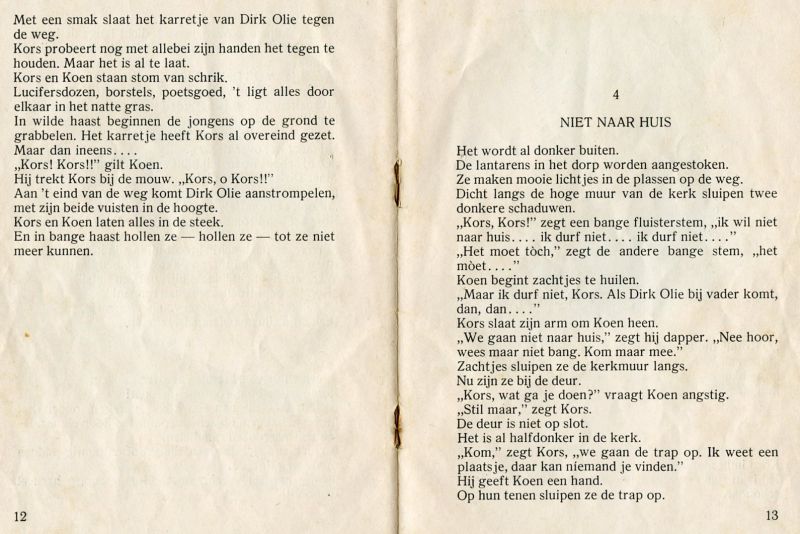 Met een smak slaat het karretje van Dirk Olie tegen
de weg.
Kors probeert nog met allebei zijn handen het tegen te
houden. Maar het is al te laat.
Kors en Koen staan stom van schrik.
Lucifersdozen, borstels, poetsgoed, 't ligt alles door
elkaar in het natte gras.
In wilde haast beginnen de jongens op de grond te
grabbelen. Het karretje heeft Kors al overeind gezet.
Maar dan ineens....
„Kors! Kors!!” gilt Koen.
Hij trekt Kors bij de mouw. „Kors, o Kors!!”
Aan 't eind van de weg komt Dirk Olie aanstrompelen,
met zijn beide vuisten in de hoogte.
Kors en Koen laten alles in de steek.
En in bange haast hollen ze — hollen ze — tot ze niet
meer kunnen.
12
4
NIET NAAR HUIS
Het wordt al donker buiten.
De lantarens in het dorp worden aangestoken.
Ze maken mooie lichtjes in de plassen op de weg.
Dicht langs de hoge muur van de kerk sluipen twee
donkere schaduwen.
„Kors, Kors!” zegt een bange fluisterstem, „ik wil niet
naar huis.... ik durf niet.... ik durf niet....”
„Het moet tòch,” zegt de andere bange stem, „het
mòet....”
Koen begint zachtjes te huilen.
„Maar ik durf niet, Kors. Als Dirk Olie bij vader komt,
dan, dan....”
Kors slaat zijn arm om Koen heen.
„We gaan niet naar huis,” zegt hij dapper. „Nee hoor,
wees maar niet bang. Kom maar mee.”
Zachtjes sluipen ze de kerkmuur langs.
Nu zijn ze bij de deur.
„Kors, wat ga je doen?” vraagt Koen angstig.
„Stil maar,” zegt Kors.
De deur is niet op slot.
Het is al halfdonker in de kerk.
„Kom,” zegt Kors, „we gaan de trap op. Ik weet een
plaatsje, daar kan níemand je vinden.”
Hij geeft Koen een hand.
Op hun tenen sluipen ze de trap op.
13